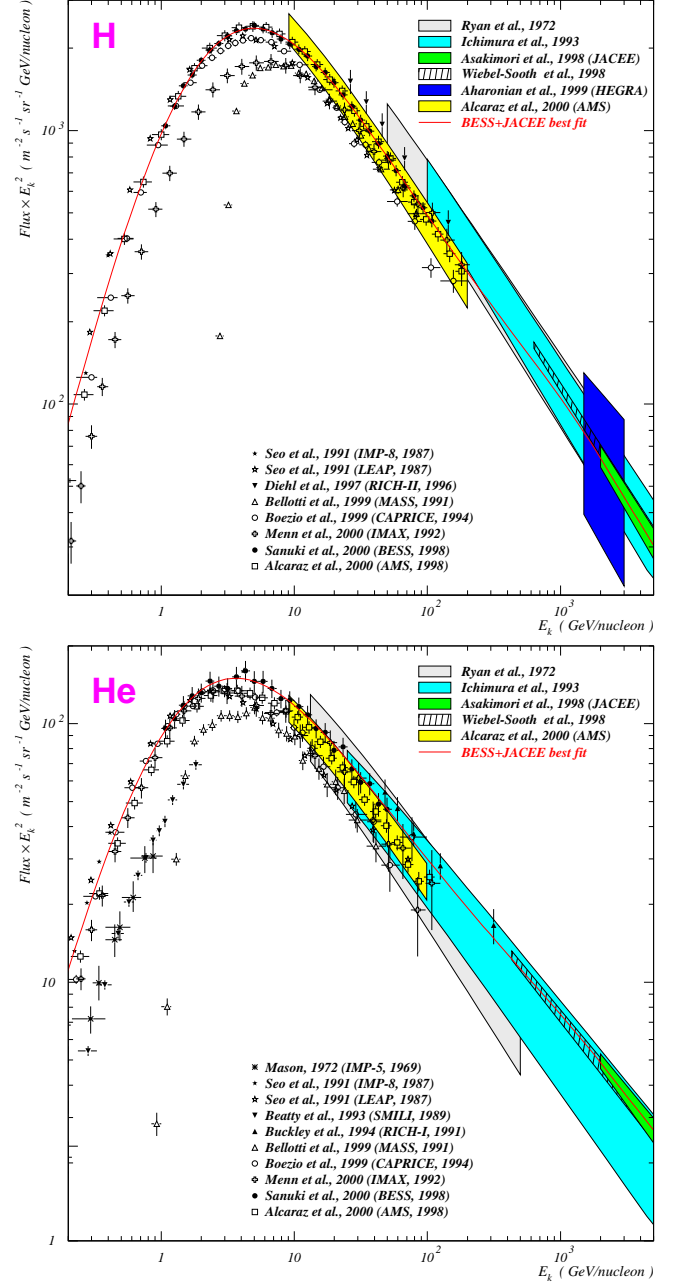 H
Flux × E_k^2 ( m^-2 s^-1 sr^-1 GeV/nucleon)
10^3
10^2
Ryan et al., 1972
Ichimura et al., 1993
Asakimori et al., 1998 (JACEE)
Wiebel-Sooth et al., 1998
Aharonian et al., 1999 (HEGRA)
Alcaraz et al., 2000 (AMS)
BESS+JACEE best fit
Seo et al., 1991 (IMP-8, 1987)
Seo et al., 1991 (LEAP, 1987)
Diehl et al., 1997 (RICH-II, 1996)
Bellotti et al., 1999 (MASS, 1991)
Boezio et al., 1999 (CAPRICE, 1994)
Menn et al., 2000 (IMAX, 1992)
Sanuki et al., 2000 (BESS, 1998)
Alcaraz et al., 2000 (AMS, 1998)
1 10 10^2 10^3
E_k ( GeV/nucleon)
He
Flux × E_k^2 ( m^-2 s^-1 sr^-1 GeV/nucleon)
10^2
10
1
Ryan et al., 1972
Ichimura et al., 1993
Asakimori et al., 1998 (JACEE)
Wiebel-Sooth et al., 1998
Alcaraz et al., 2000 (AMS)
BESS+JACEE best fit
Mason, 1972 (IMP-5, 1969)
Seo et al., 1991 (IMP-8, 1987)
Seo et al., 1991 (LEAP, 1987)
Beatty et al., 1993 (SMILI, 1989)
Buckley et al., 1994 (RICH-I, 1991)
Bellotti et al., 1999 (MASS, 1991)
Boezio et al., 1999 (CAPRICE, 1994)
Menn et al., 2000 (IMAX, 1992)
Sanuki et al., 2000 (BESS, 1998)
Alcaraz et al., 2000 (AMS, 1998)
1 10 10^2 10^3
E_k ( GeV/nucleon)